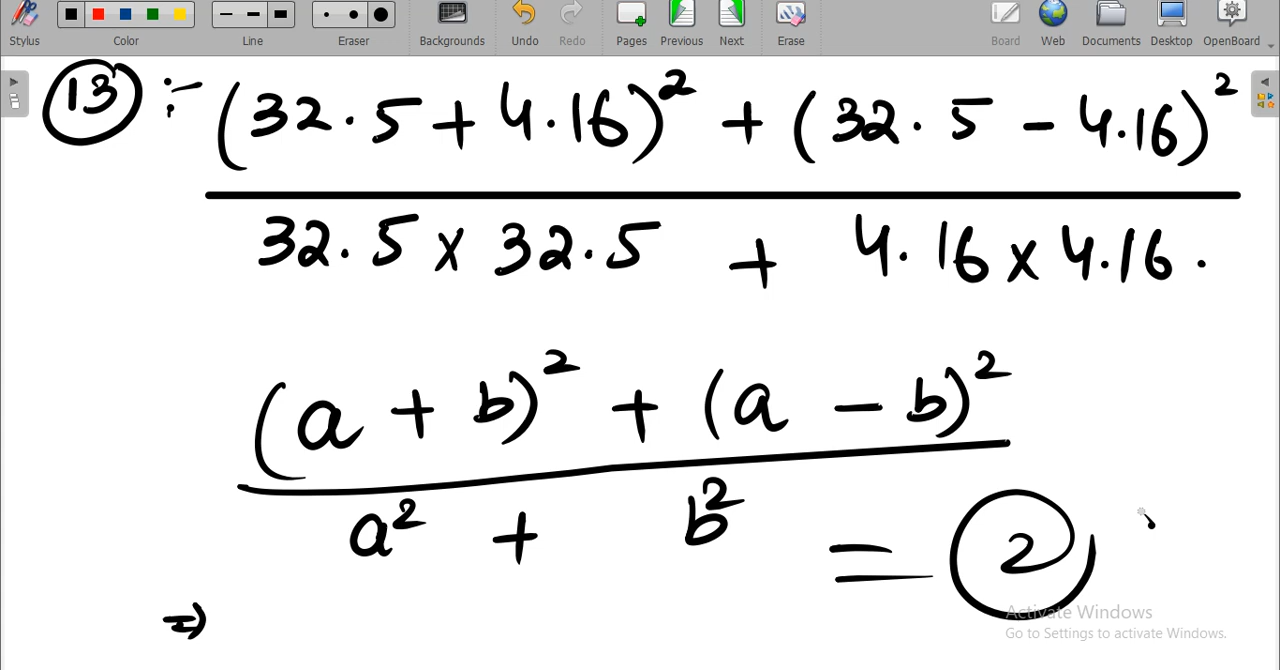 Stylus Color Line Eraser Backgrounds Undo Redo Pages Previous Next Erase Board Web Documents Desktop OpenBoard
13 :- (32.5 + 4.16)² + (32.5 - 4.16)²
32.5 x 32.5 + 4.16 x 4.16.
(a + b)² + (a - b)²
a² + b² = 2
=)
Activate Windows
Go to Settings to activate Windows.